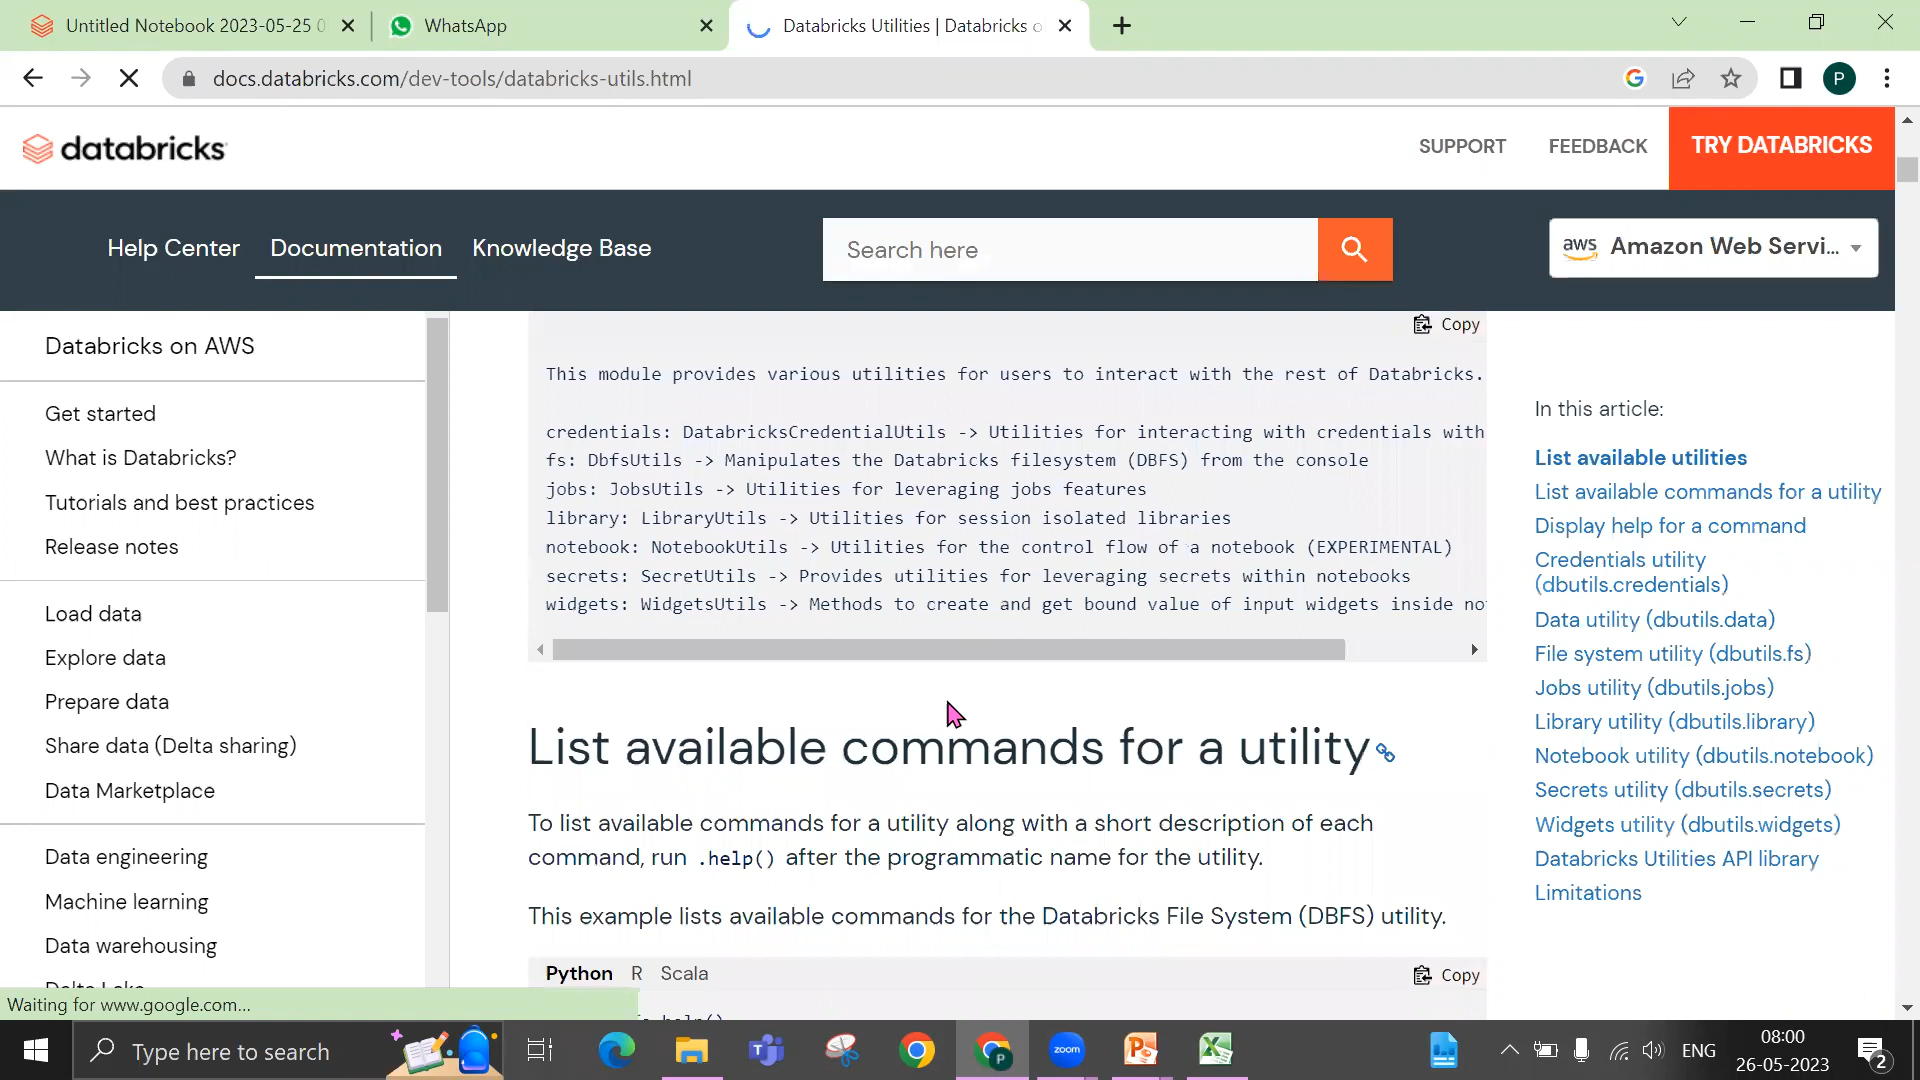 Untitled Notebook 2023-05-25 0
WhatsApp
Databricks Utilities | Databricks o
docs.databricks.com/dev-tools/databricks-utils.html
P
databricks
SUPPORT
FEEDBACK
TRY DATABRICKS
Help Center
Documentation
Knowledge Base
Search here
aws Amazon Web Servi...
Databricks on AWS
Get started
What is Databricks?
Tutorials and best practices
Release notes
Load data
Explore data
Prepare data
Share data (Delta sharing)
Data Marketplace
Data engineering
Machine learning
Data warehousing
Delta Lake
Copy
This module provides various utilities for users to interact with the rest of Databricks.
credentials: DatabricksCredentialUtils -> Utilities for interacting with credentials with
fs: DbfsUtils -> Manipulates the Databricks filesystem (DBFS) from the console
jobs: JobsUtils -> Utilities for leveraging jobs features
library: LibraryUtils -> Utilities for session isolated libraries
notebook: NotebookUtils -> Utilities for the control flow of a notebook (EXPERIMENTAL)
secrets: SecretUtils -> Provides utilities for leveraging secrets within notebooks
widgets: WidgetsUtils -> Methods to create and get bound value of input widgets inside no
List available commands for a utility
To list available commands for a utility along with a short description of each
command, run .help() after the programmatic name for the utility.
This example lists available commands for the Databricks File System (DBFS) utility.
Python R Scala
Copy
In this article:
List available utilities
List available commands for a utility
Display help for a command
Credentials utility
(dbutils.credentials)
Data utility (dbutils.data)
File system utility (dbutils.fs)
Jobs utility (dbutils.jobs)
Library utility (dbutils.library)
Notebook utility (dbutils.notebook)
Secrets utility (dbutils.secrets)
Widgets utility (dbutils.widgets)
Databricks Utilities API library
Limitations
Waiting for www.google.com...
Type here to search
zoom
ENG
08:00
26-05-2023
2